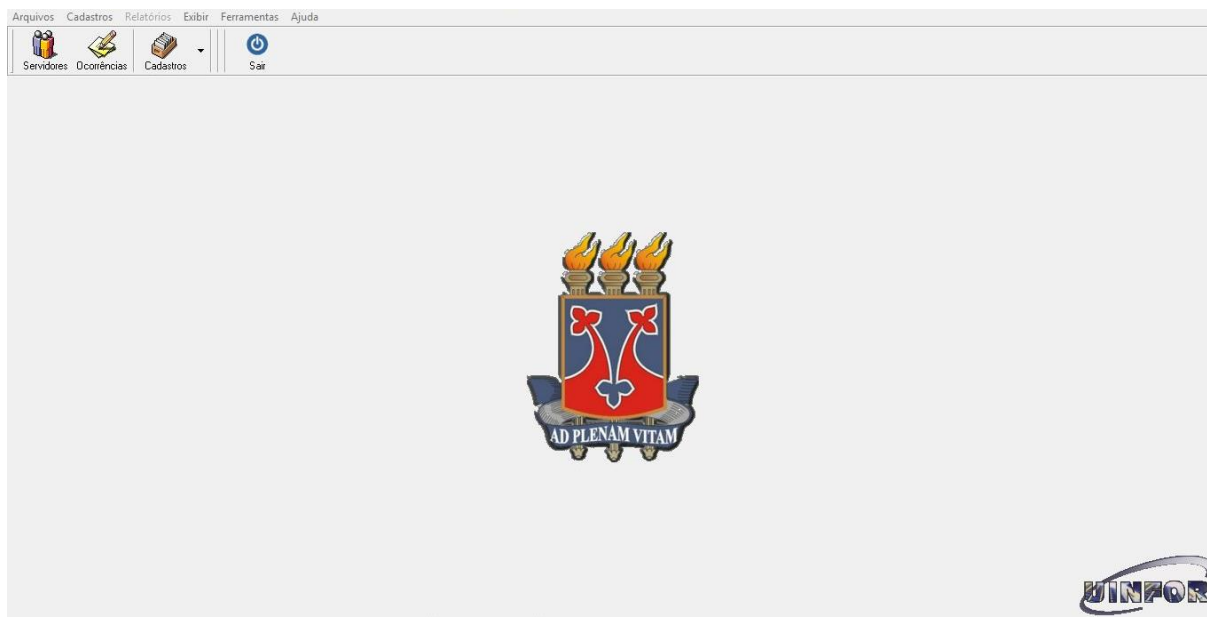 Arquivos Cadastros Relatórios Exibir Ferramentas Ajuda
Servidores Ocorrências Cadastros Sair
AD PLENAM VITAM
UINFOR